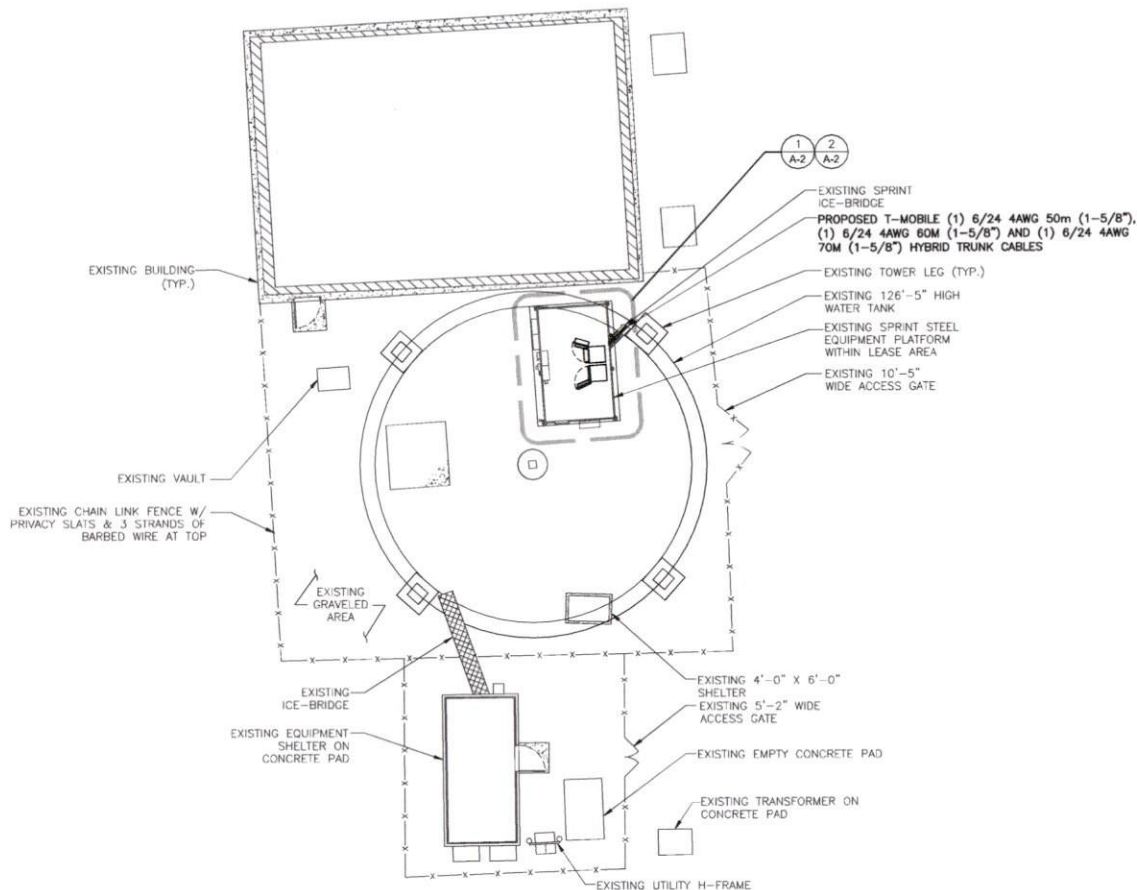 1
A-2
2
A-2
EXISTING SPRINT
ICE-BRIDGE
PROPOSED T-MOBILE (1) 6/24 4AWG 50m (1-5/8"),
(1) 6/24 4AWG 60M (1-5/8") AND (1) 6/24 4AWG
70M (1-5/8") HYBRID TRUNK CABLES
EXISTING BUILDING
(TYP.)
EXISTING TOWER LEG (TYP.)
EXISTING 126'-5" HIGH
WATER TANK
EXISTING SPRINT STEEL
EQUIPMENT PLATFORM
WITHIN LEASE AREA
EXISTING 10'-5"
WIDE ACCESS GATE
EXISTING VAULT
EXISTING CHAIN LINK FENCE W/
PRIVACY SLATS & 3 STRANDS OF
BARBED WIRE AT TOP
EXISTING
GRAVELED
AREA
EXISTING
ICE-BRIDGE
EXISTING 4'-0" X 6'-0"
SHELTER
EXISTING 5'-2" WIDE
ACCESS GATE
EXISTING EQUIPMENT
SHELTER ON
CONCRETE PAD
EXISTING EMPTY CONCRETE PAD
EXISTING TRANSFORMER ON
CONCRETE PAD
EXISTING UTILITY H-FRAME